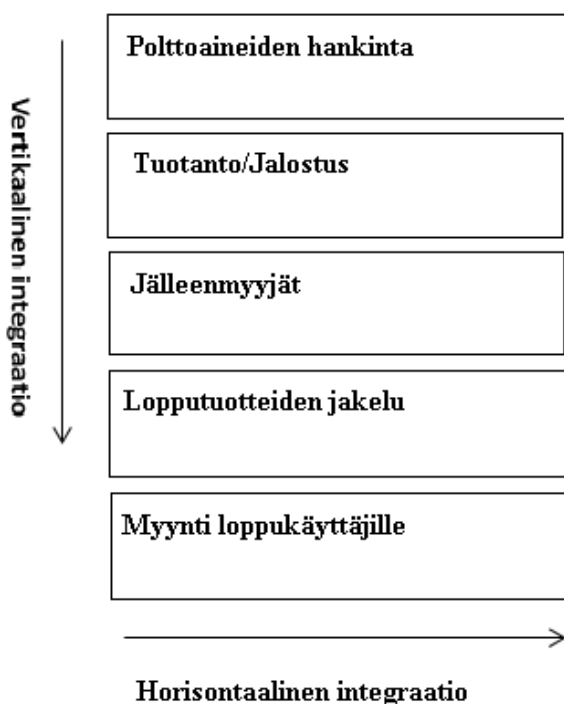 Polttoaineiden hankinta
Tuotanto/Jalostus
Jälleenmyyjät
Lopputuotteiden jakelu
Myynti loppukäyttäjille
Vertikaalinen integraatio
Horisontaalinen integraatio